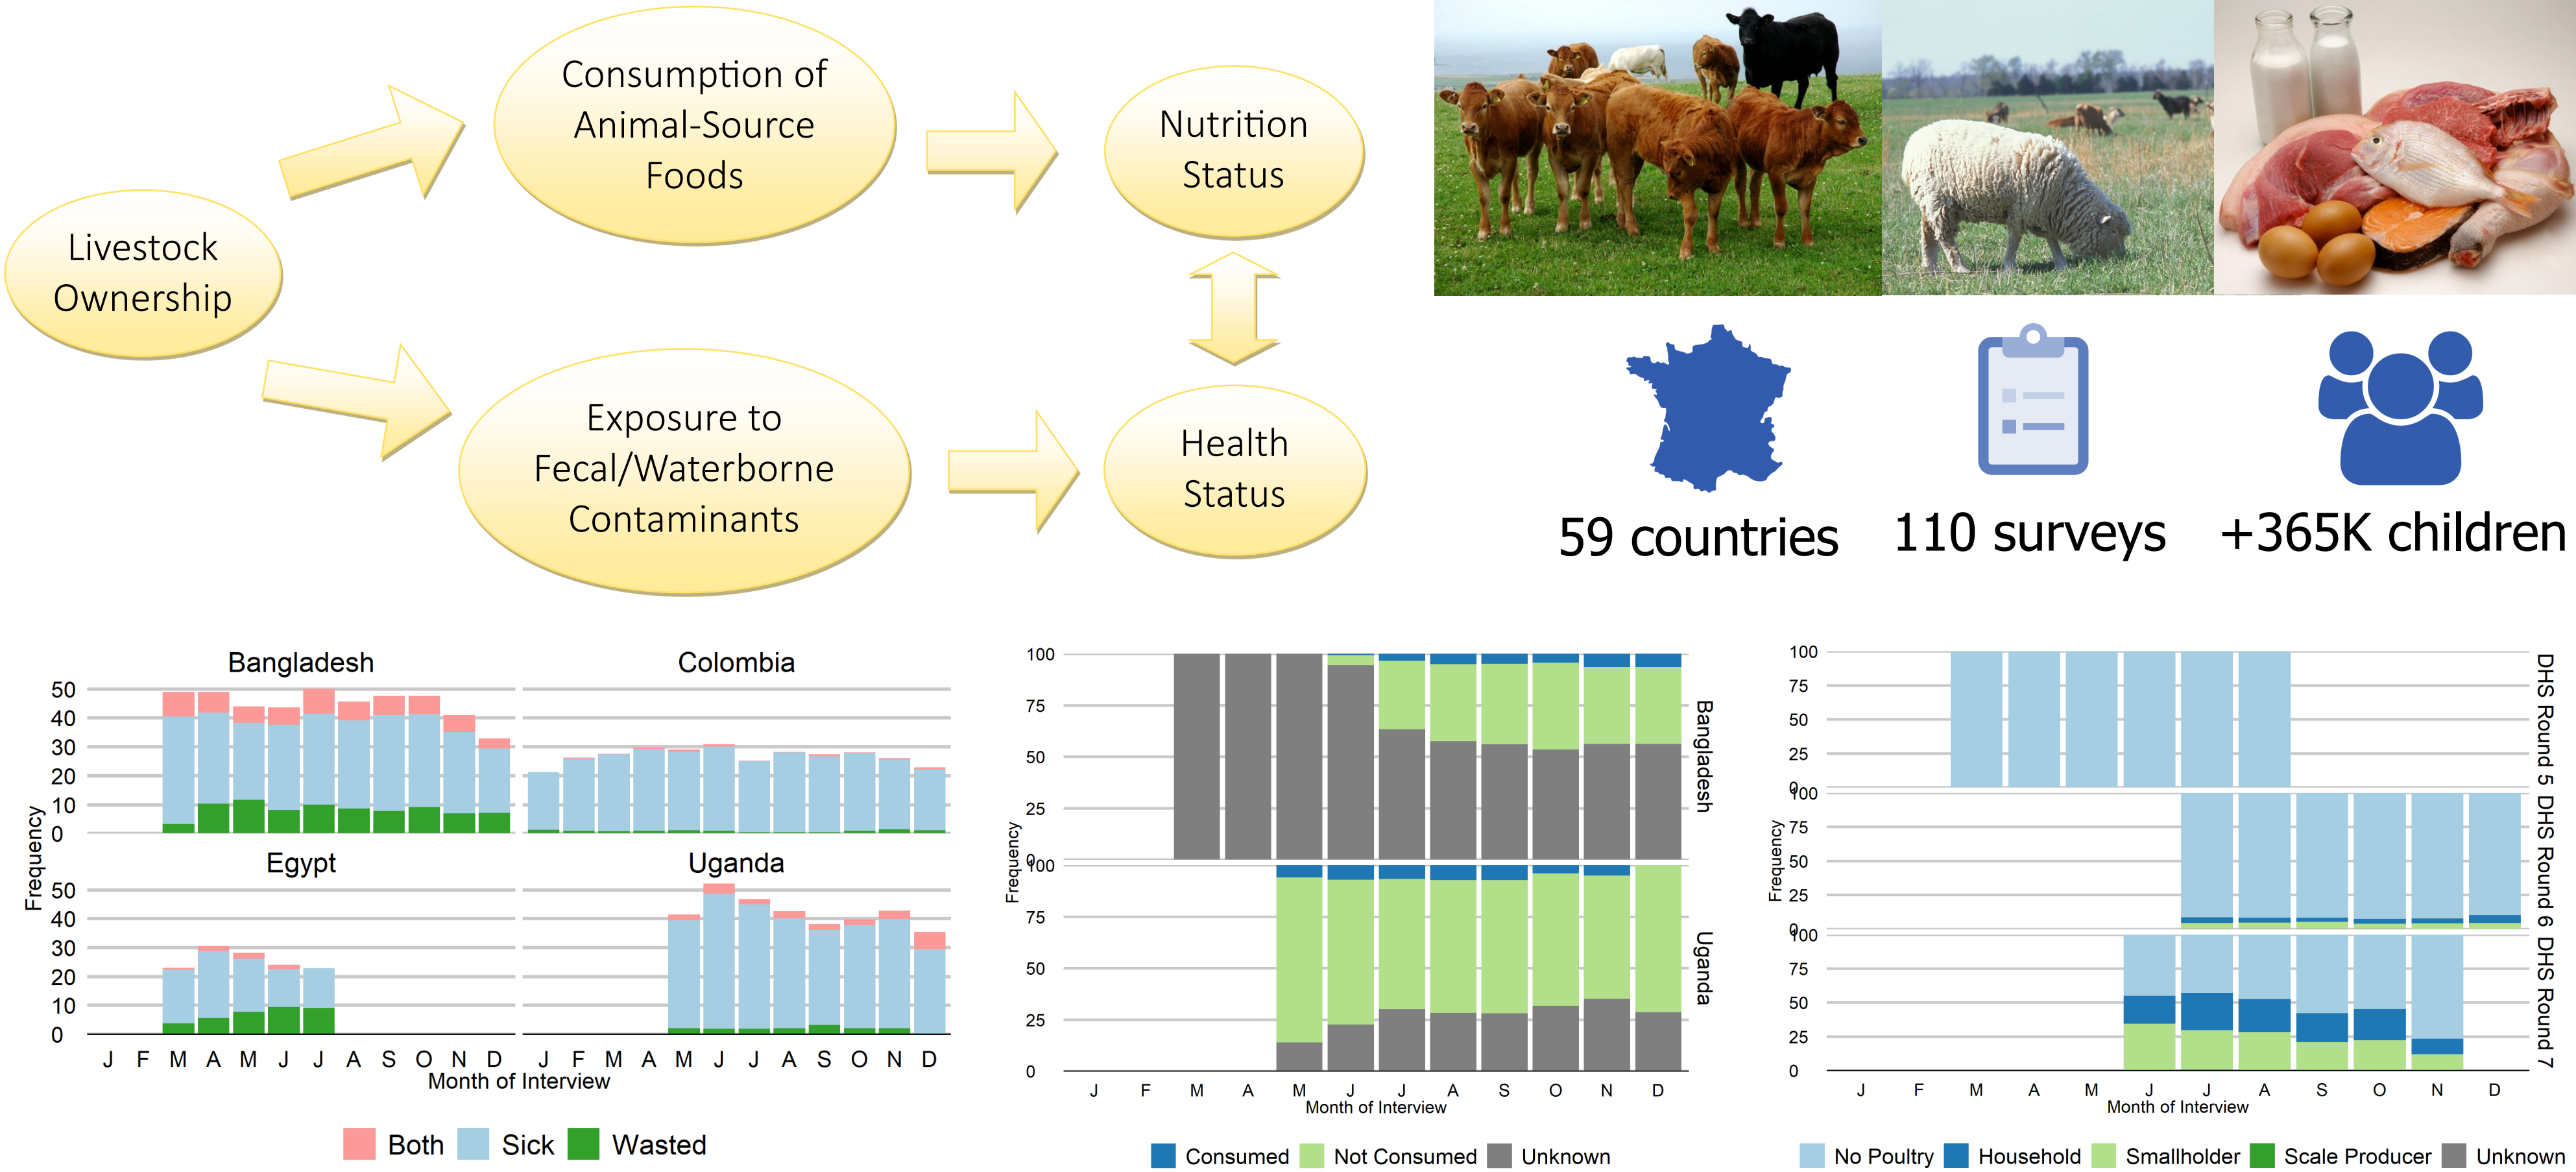 Livestock
Ownership
Consumption of
Animal-Source
Foods
Nutrition
Status
Exposure to
Fecal/Waterborne
Contaminants
Health
Status
59 countries
110 surveys
+365K children
Bangladesh
Colombia
50
40
30
20
10
0
Egypt
Uganda
50
40
30
20
10
0
Frequency
J F M A M J J A S O N D
J F M A M J J A S O N D
Month of Interview
Both Sick Wasted
100
75
50
25
0
Bangladesh
100
75
50
25
0
Uganda
Frequency
J F M A M J J A S O N D
Month of Interview
Consumed Not Consumed Unknown
100
75
50
25
0
DHS Round 5
100
75
50
25
0
DHS Round 6
100
75
50
25
0
DHS Round 7
Frequency
J F M A M J J A S O N D
Month of Interview
No Poultry Household Smallholder Scale Producer Unknown